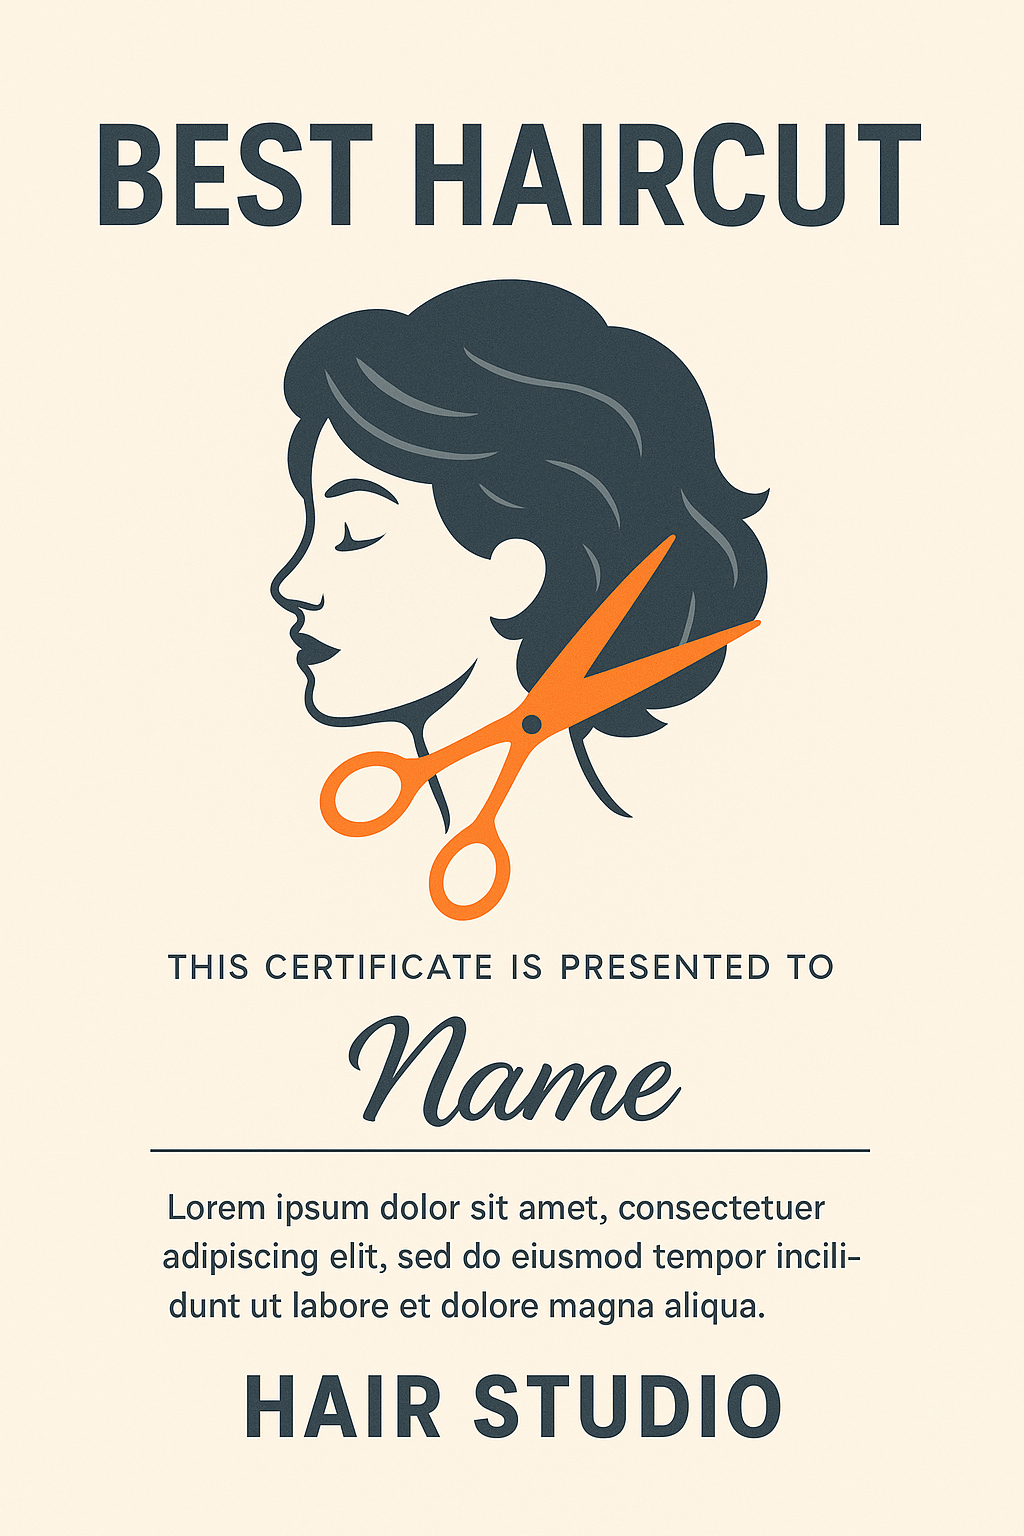 BEST HAIRCUT
THIS CERTIFICATE IS PRESENTED TO
Name
Lorem ipsum dolor sit amet, consectetuer
adipiscing elit, sed do eiusmod tempor incili-
dunt ut labore et dolore magna aliqua.
HAIR STUDIO